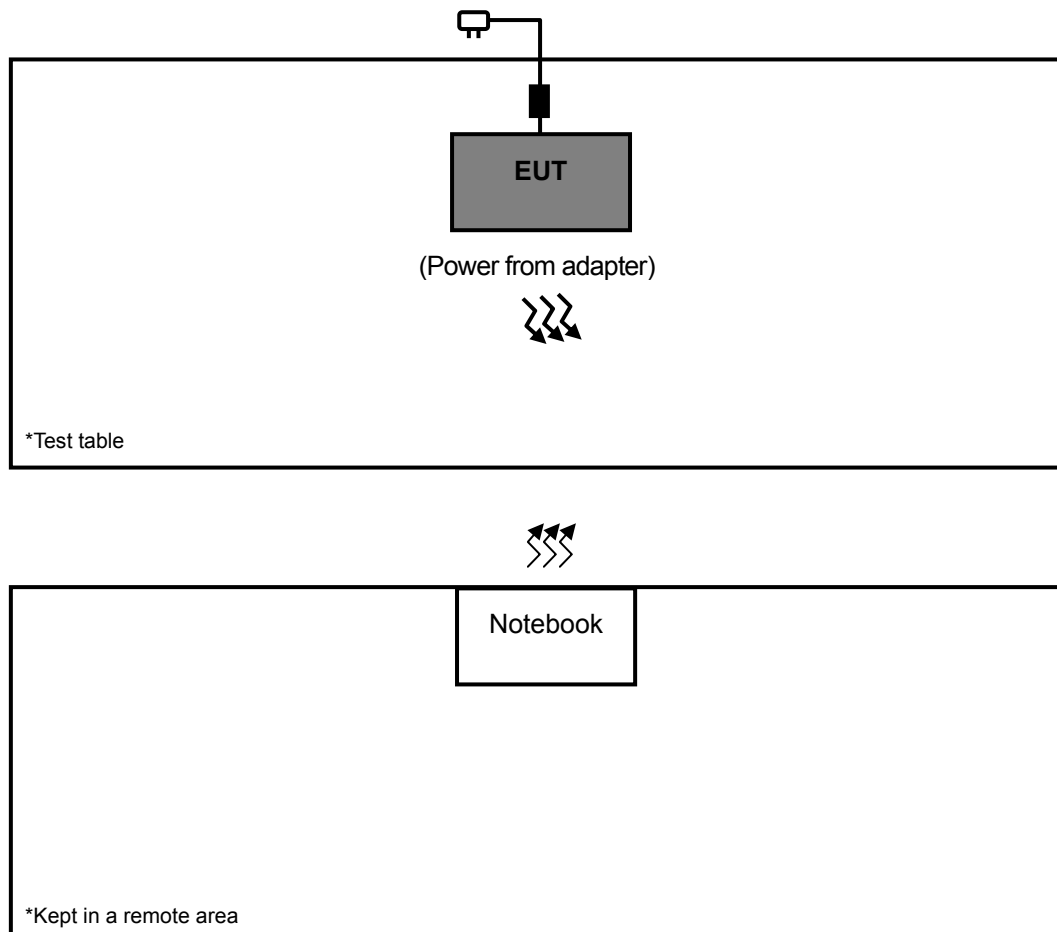 EUT
(Power from adapter)
*Test table
Notebook
*Kept in a remote area